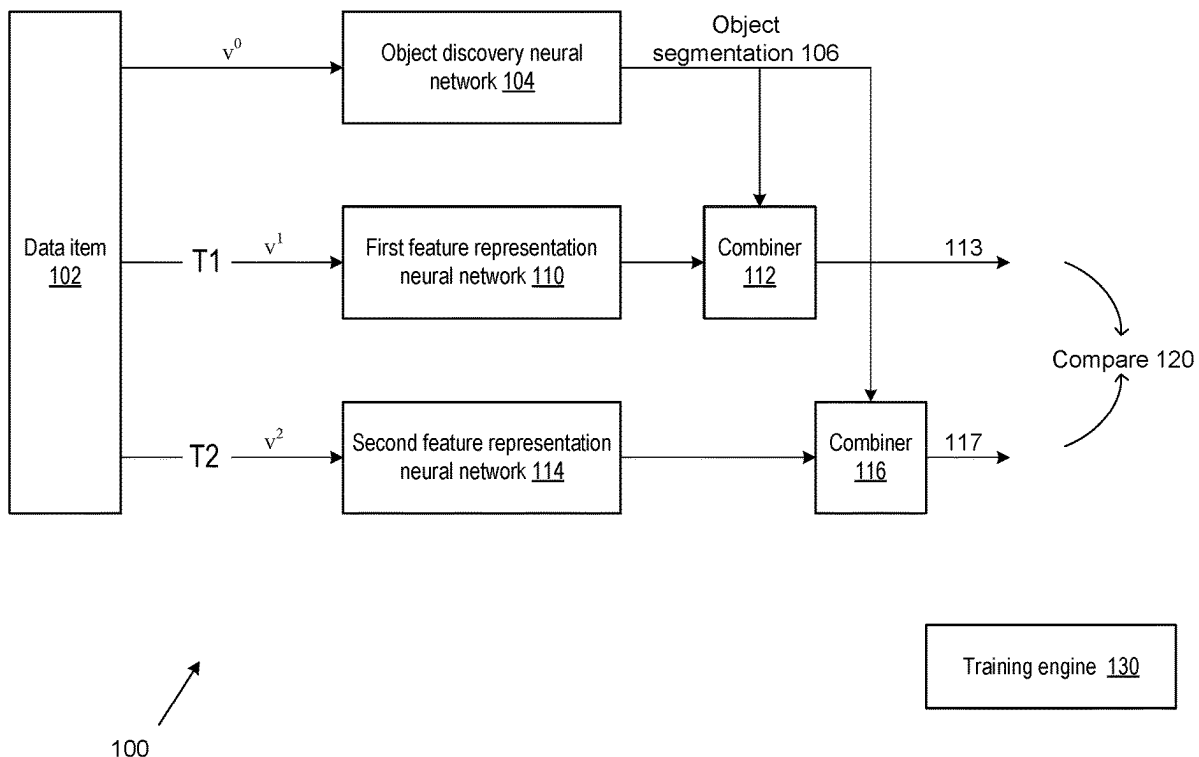 v⁰
Object discovery neural
network 104
Object
segmentation 106
Data item
102
T1
v¹
First feature representation
neural network 110
Combiner
112
113
Compare 120
T2
v²
Second feature representation
neural network 114
Combiner
116
117
Training engine 130
100